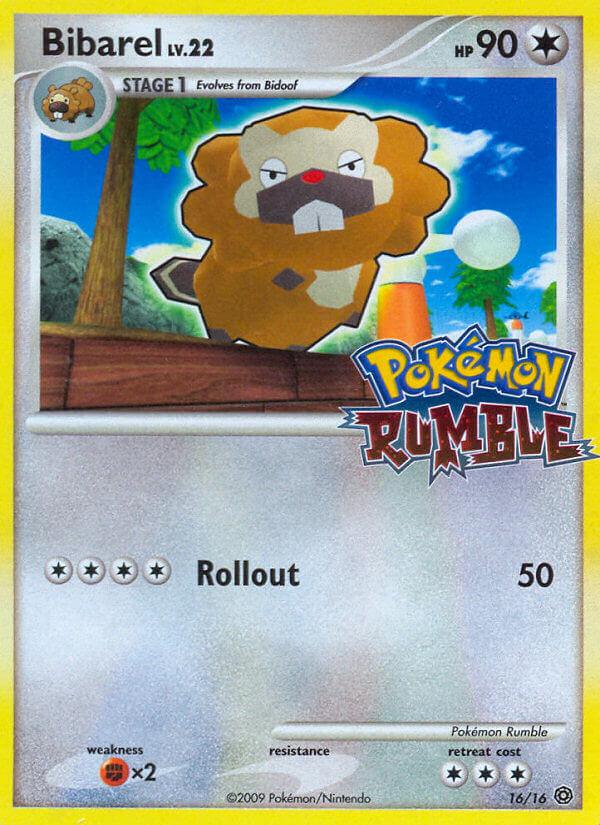 Bibarel LV.22
HP 90
STAGE 1 Evolves from Bidoof
POKéMON
RUMBLE
Rollout 50
Pokémon Rumble
weakness resistance retreat cost
×2
©2009 Pokémon/Nintendo 16/16